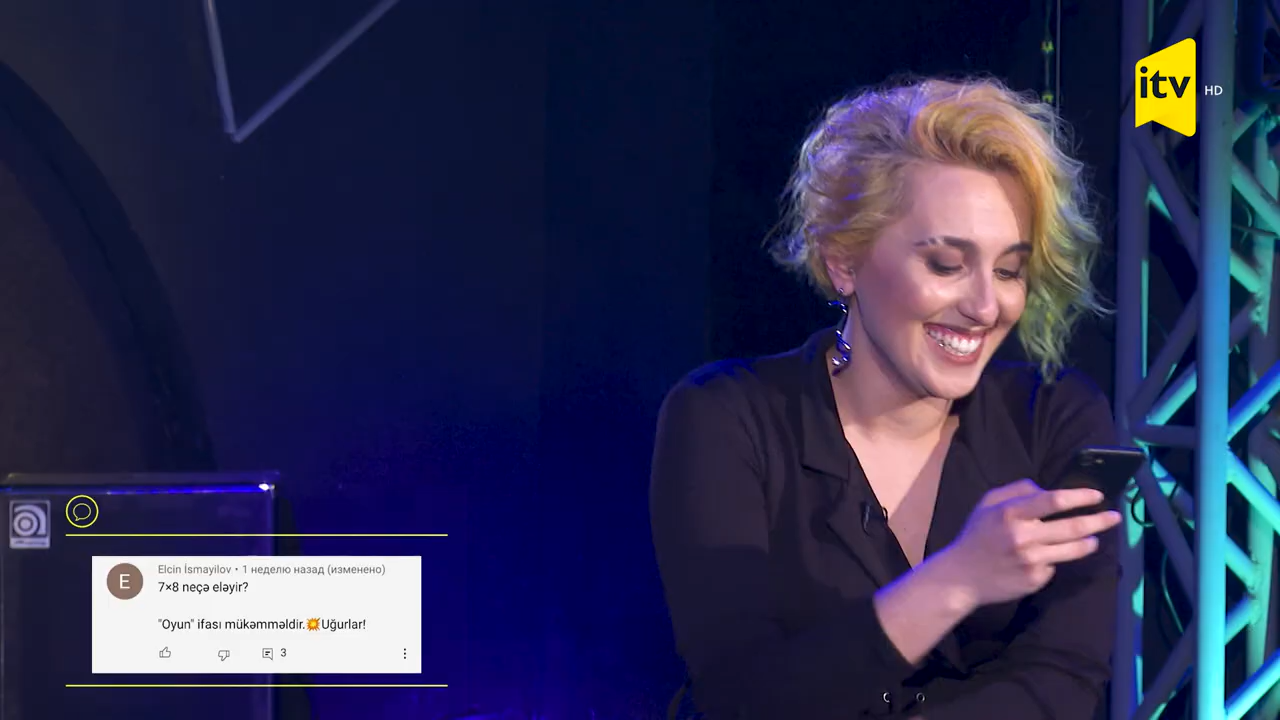 itv HD
Elcin İsmayilov • 1 неделю назад (изменено)
E
7×8 neçə eləyir?
"Oyun" ifası mükəmməldir.💥Uğurlar!
3